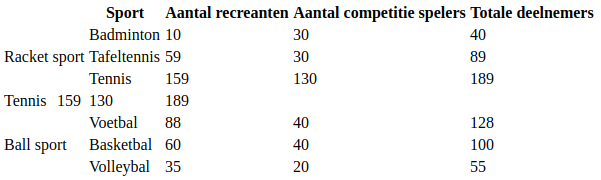 Sport Aantal recreanten Aantal competitie spelers Totale deelnemers
Badminton 10 30 40
Racket sport Tafeltennis 59 30 89
Tennis 159 130 189
Tennis 159 130 189
Voetbal 88 40 128
Ball sport Basketbal 60 40 100
Volleybal 35 20 55